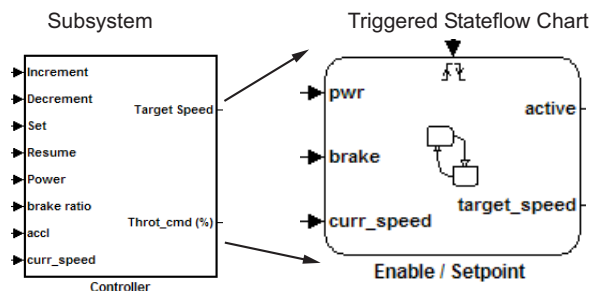 Subsystem
Triggered Stateflow Chart
Increment
Decrement
Set
Resume
Power
brake ratio
accl
curr_speed
Target Speed
Throt_cmd (%)
Controller
pwr
brake
curr_speed
active
target_speed
Enable / Setpoint